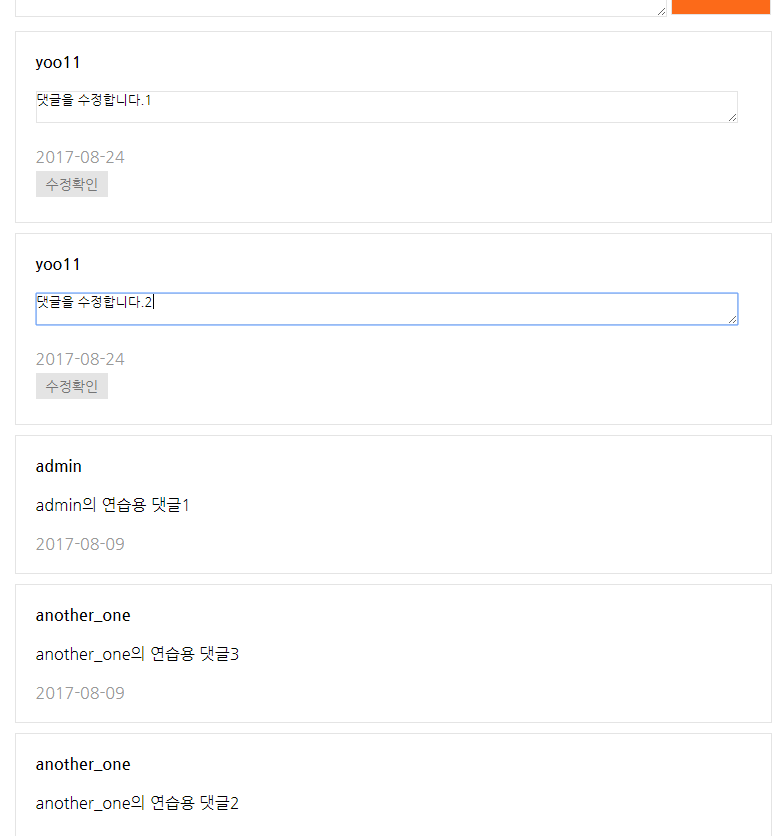 yoo11
댓글을 수정합니다.1
2017-08-24
수정확인
yoo11
댓글을 수정합니다.2
2017-08-24
수정확인
admin
admin의 연습용 댓글1
2017-08-09
another_one
another_one의 연습용 댓글3
2017-08-09
another_one
another_one의 연습용 댓글2